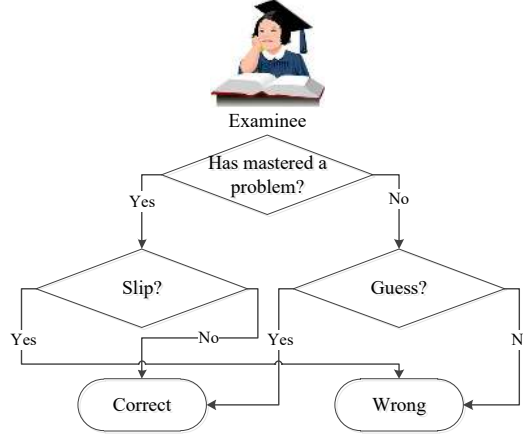 Examinee
Has mastered a
problem?
Yes
No
Slip?
Guess?
Yes
No
Yes
N
Correct
Wrong